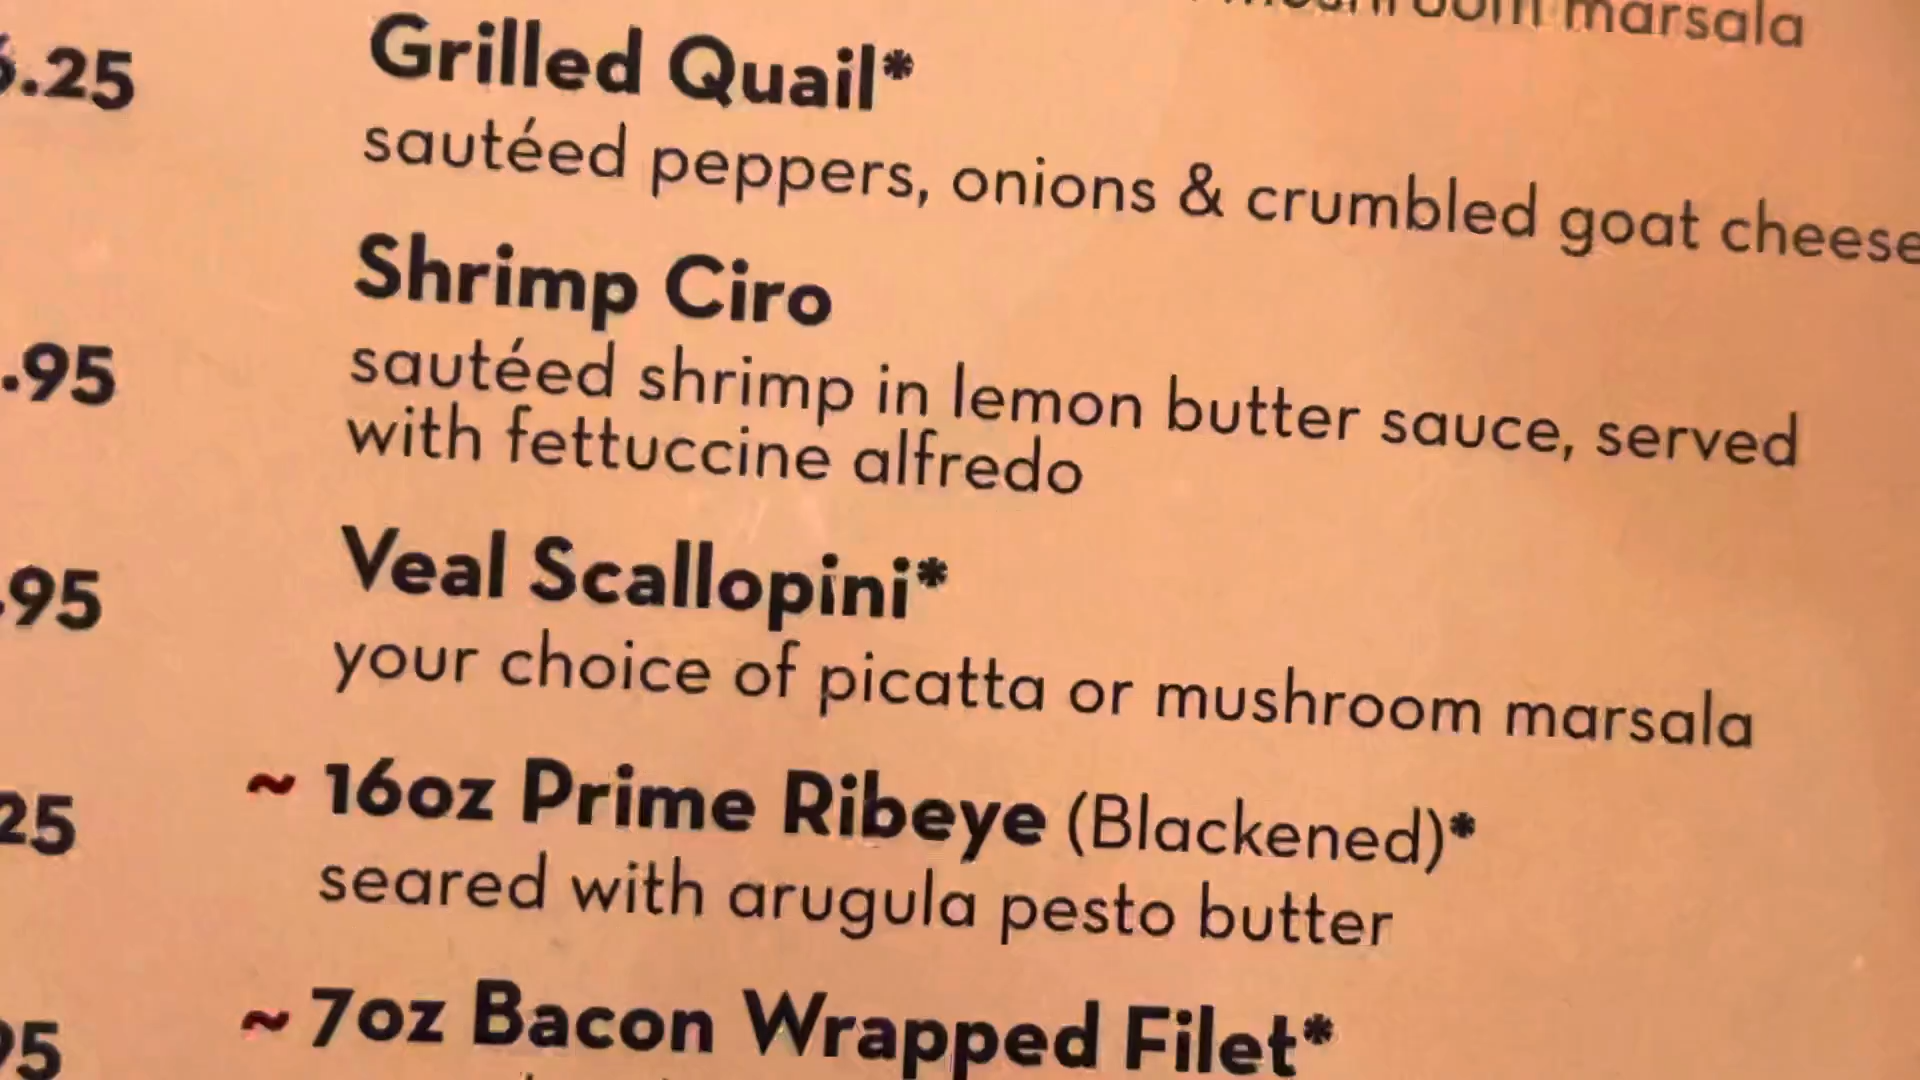 marsala
.25
Grilled Quail*
sautéed peppers, onions & crumbled goat cheese
Shrimp Ciro
.95
sautéed shrimp in lemon butter sauce, served
with fettuccine alfredo
Veal Scallopini*
.95
your choice of picatta or mushroom marsala
~ 16oz Prime Ribeye (Blackened)*
25
seared with arugula pesto butter
~ 7oz Bacon Wrapped Filet*
95